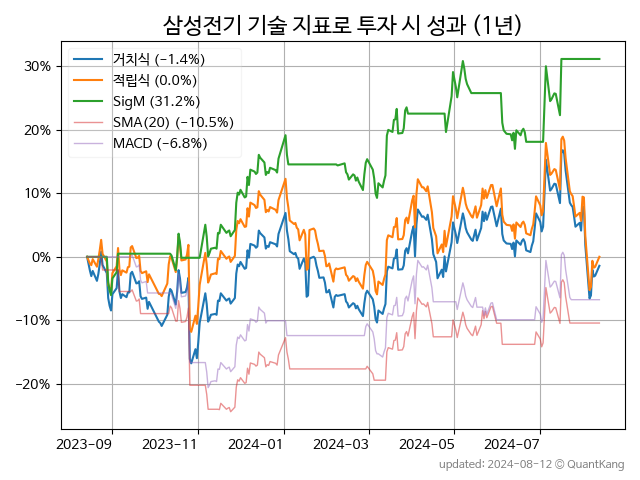 삼성전기 기술 지표로 투자 시 성과 (1년)
거치식 (−1.4%)
적립식 (0.0%)
SigM (31.2%)
SMA(20) (−10.5%)
MACD (−6.8%)
30%
20%
10%
0%
−10%
−20%
2023-09
2023-11
2024-01
2024-03
2024-05
2024-07
updated: 2024-08-12 © QuantKang